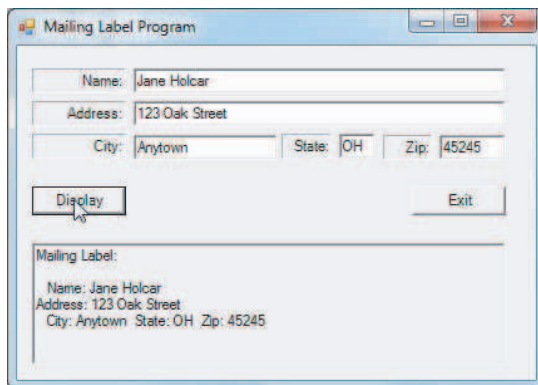 Mailing Label Program
Name: Jane Holcar
Address: 123 Oak Street
City: Anytown State: OH Zip: 45245
Display Exit
Mailing Label:
Name: Jane Holcar
Address: 123 Oak Street
City: Anytown State: OH Zip: 45245